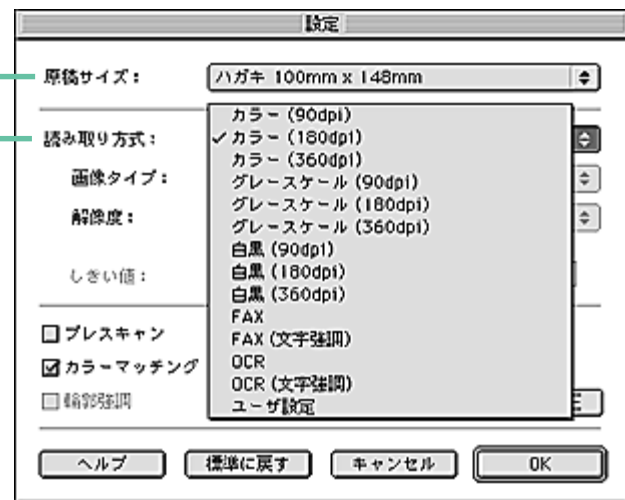 設定
原稿サイズ： ハガキ 100mm x 148mm
読み取り方式：
カラー (90dpi)
✓カラー (180dpi)
カラー (360dpi)
グレースケール (90dpi)
グレースケール (180dpi)
グレースケール (360dpi)
白黒 (90dpi)
白黒 (180dpi)
白黒 (360dpi)
FAX
FAX (文字強調)
OCR
OCR (文字強調)
ユーザ設定
画像タイプ：
解像度：
しきい値：
プレスキャン
カラーマッチング
輪郭強調
ヘルプ 標準に戻す キャンセル OK